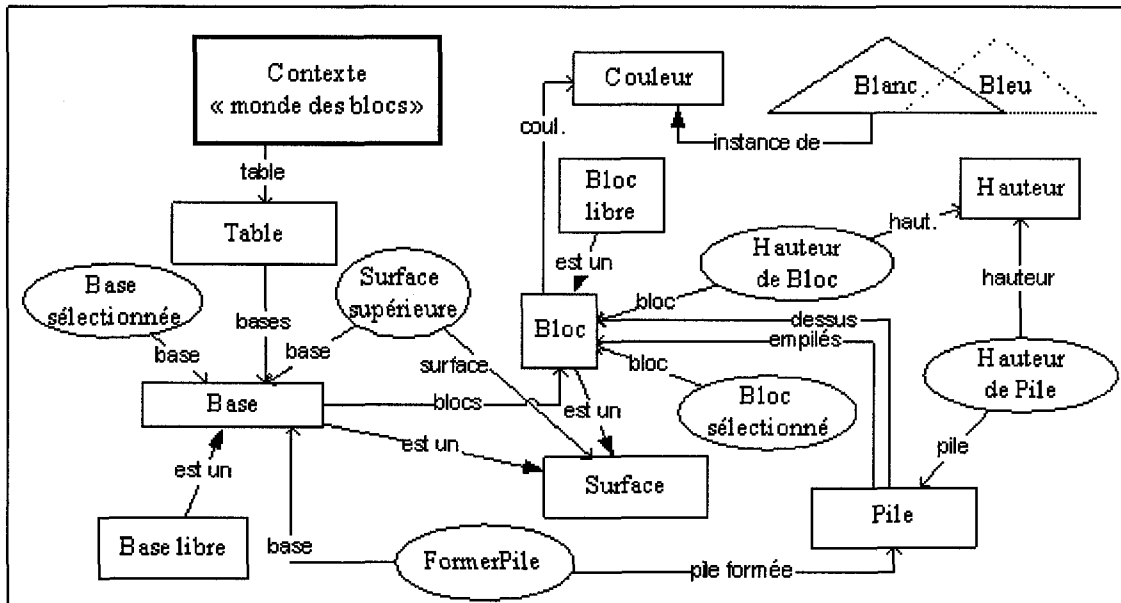 Contexte
« monde des blocs»
Couleur
Blanc
Bleu
coul.
instance de
table
Bloc
libre
Hauteur
Table
haut.
Hauteur
de Bloc
est un
Base
sélectionnée
Surface
supérieure
hauteur
bloc
bases
Bloc
dessus
empilés
base
base
surface
bloc
Hauteur
de Pile
Base
blocs
est un
Bloc
sélectionné
est un
pile
est un
Surface
Pile
Base libre
base
FormerPile
pile formée